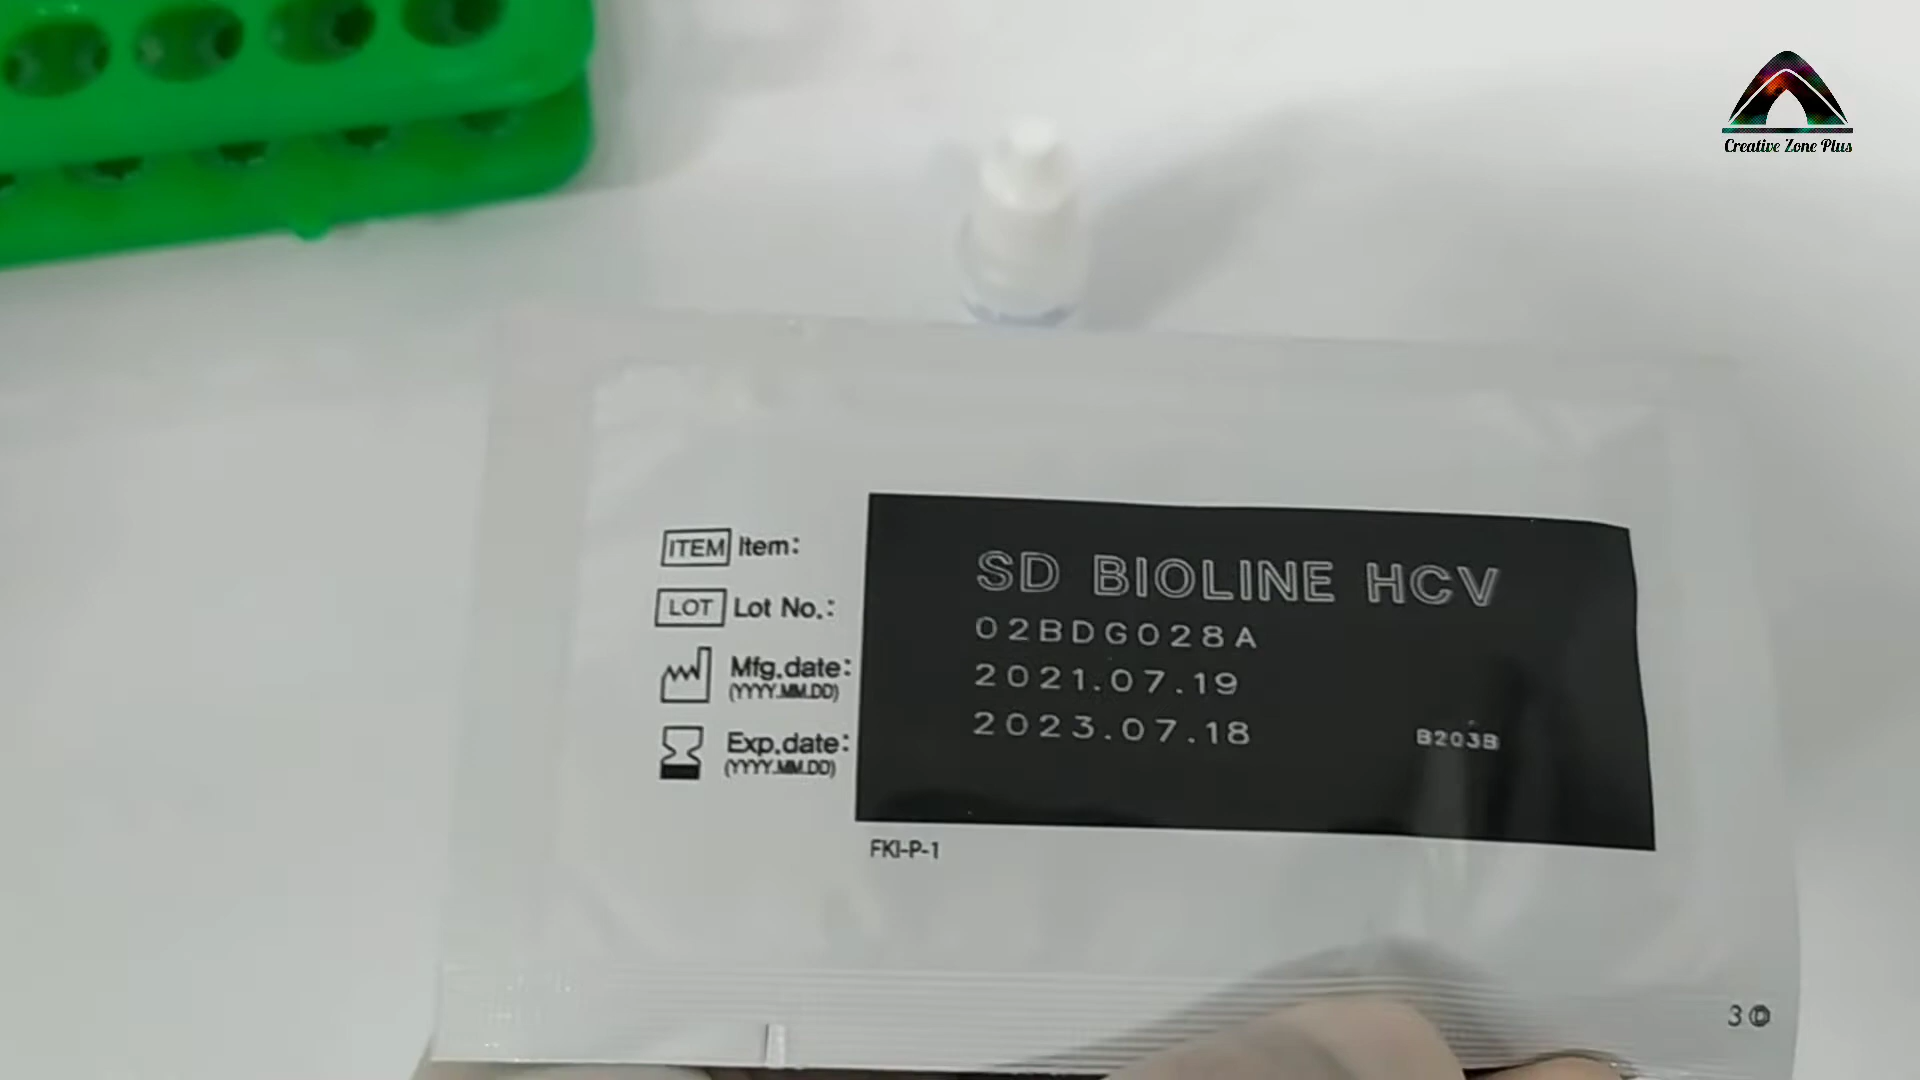 Creative Zone Plus
ITEM Item: SD BIOLINE HCV
LOT Lot No.: 02BDG028A
Mfg.date: 2021.07.19
(YYYY.MM.DD)
Exp.date: 2023.07.18 B203B
(YYYY.MM.DD)
FKI-P-1
3 D